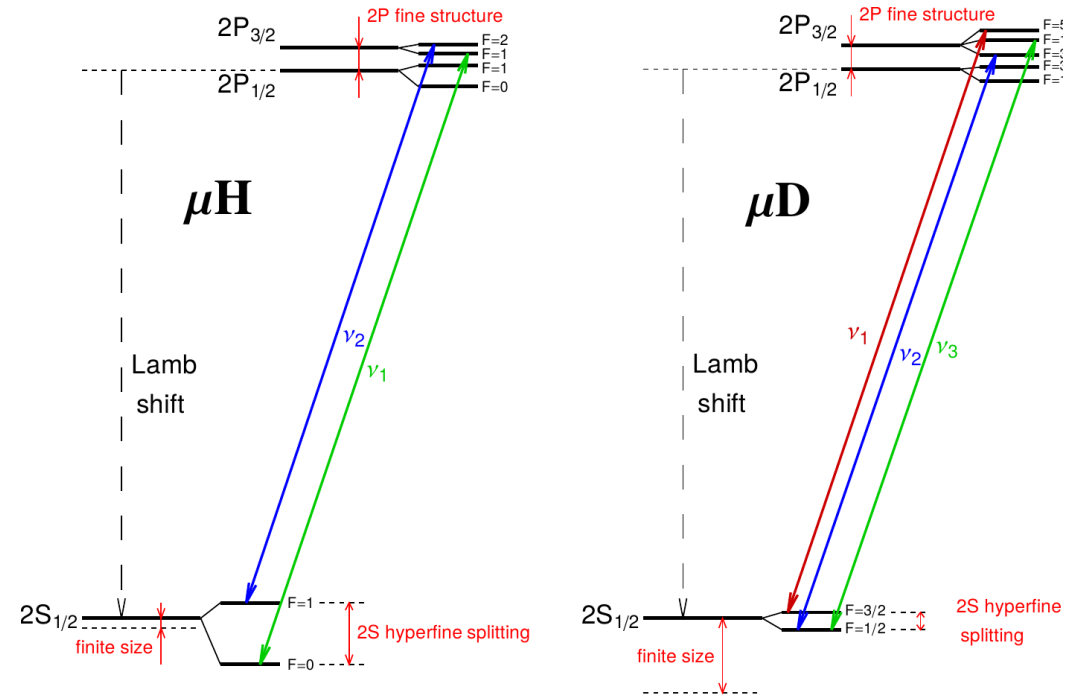 2P fine structure
2P3/2
F=2
F=1
F=1
2P1/2
F=0
μH
ν2
ν1
Lamb
shift
2S1/2
F=1
finite size
2S hyperfine splitting
F=0
2P fine structure
2P3/2
2P1/2
μD
ν1
ν2
ν3
Lamb
shift
2S1/2
F=3/2
F=1/2
2S hyperfine
splitting
finite size